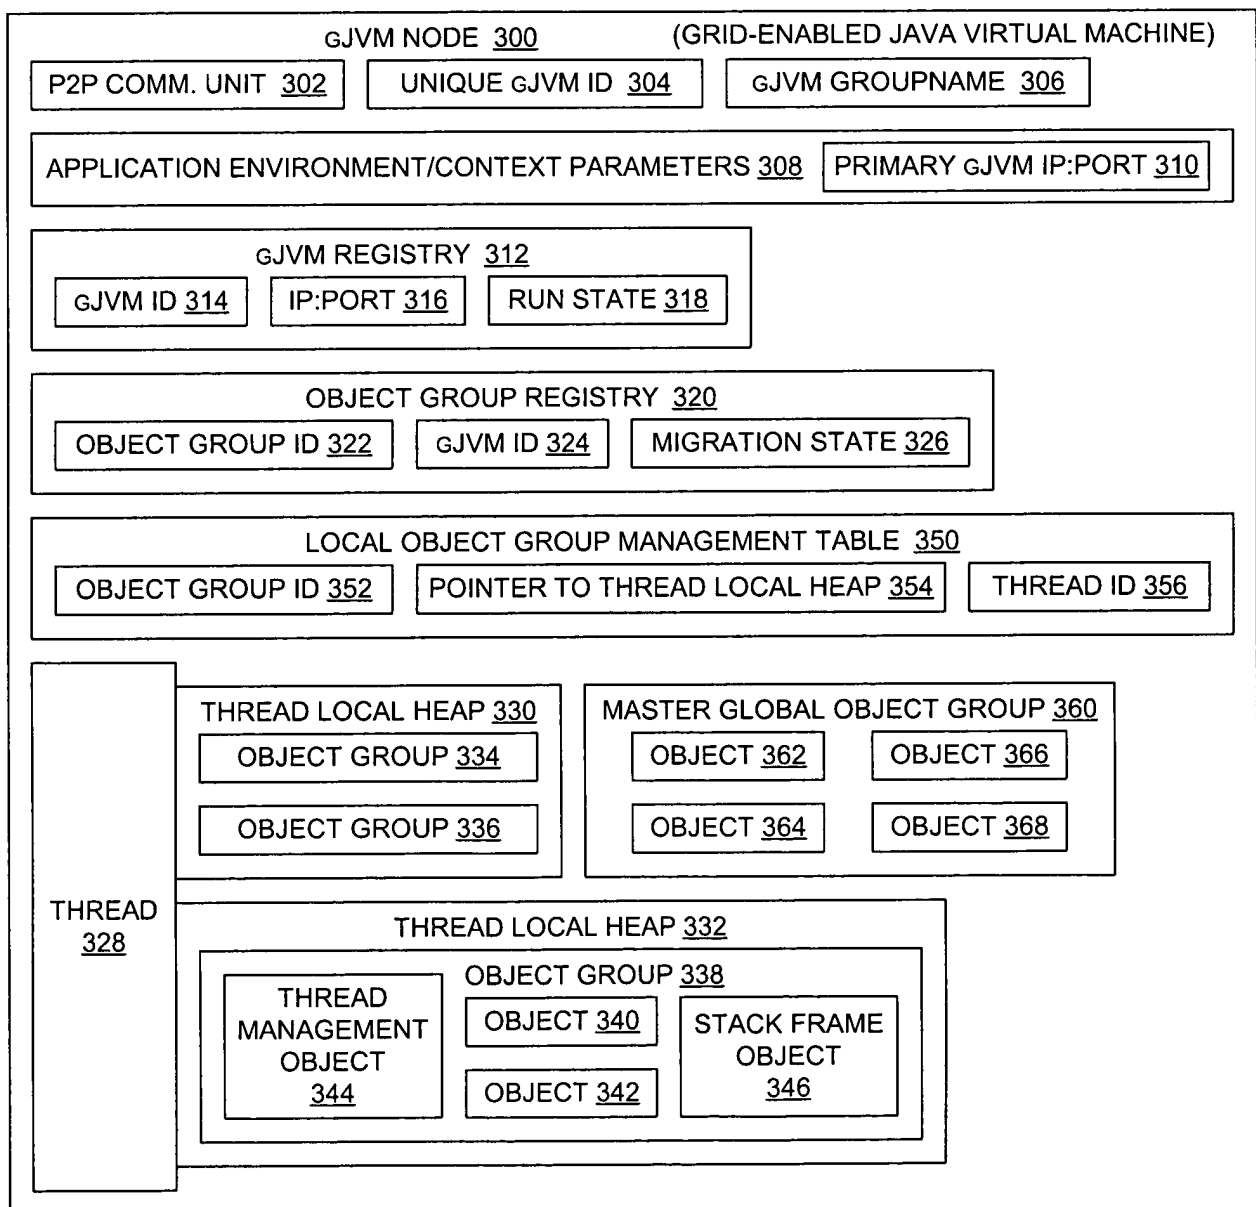 GJVM NODE 300 (GRID-ENABLED JAVA VIRTUAL MACHINE)
P2P COMM. UNIT 302 UNIQUE GJVM ID 304 GJVM GROUPNAME 306
APPLICATION ENVIRONMENT/CONTEXT PARAMETERS 308 PRIMARY GJVM IP:PORT 310
GJVM REGISTRY 312
GJVM ID 314 IP:PORT 316 RUN STATE 318
OBJECT GROUP REGISTRY 320
OBJECT GROUP ID 322 GJVM ID 324 MIGRATION STATE 326
LOCAL OBJECT GROUP MANAGEMENT TABLE 350
OBJECT GROUP ID 352 POINTER TO THREAD LOCAL HEAP 354 THREAD ID 356
THREAD
328
THREAD LOCAL HEAP 330
OBJECT GROUP 334
OBJECT GROUP 336
MASTER GLOBAL OBJECT GROUP 360
OBJECT 362 OBJECT 366
OBJECT 364 OBJECT 368
THREAD LOCAL HEAP 332
OBJECT GROUP 338
THREAD
MANAGEMENT
OBJECT
344
OBJECT 340
OBJECT 342
STACK FRAME
OBJECT
346